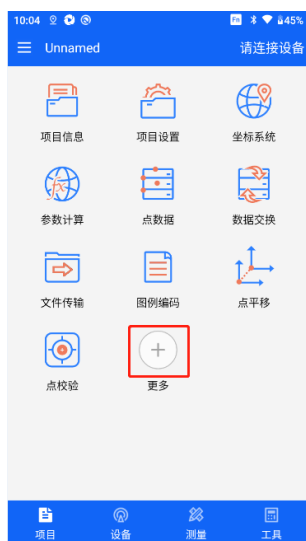 10:04 Fn 45%
Unnamed 请连接设备
项目信息 项目设置 坐标系统
参数计算 点数据 数据交换
文件传输 图例编码 点平移
点校验 更多
项目 设备 测量 工具